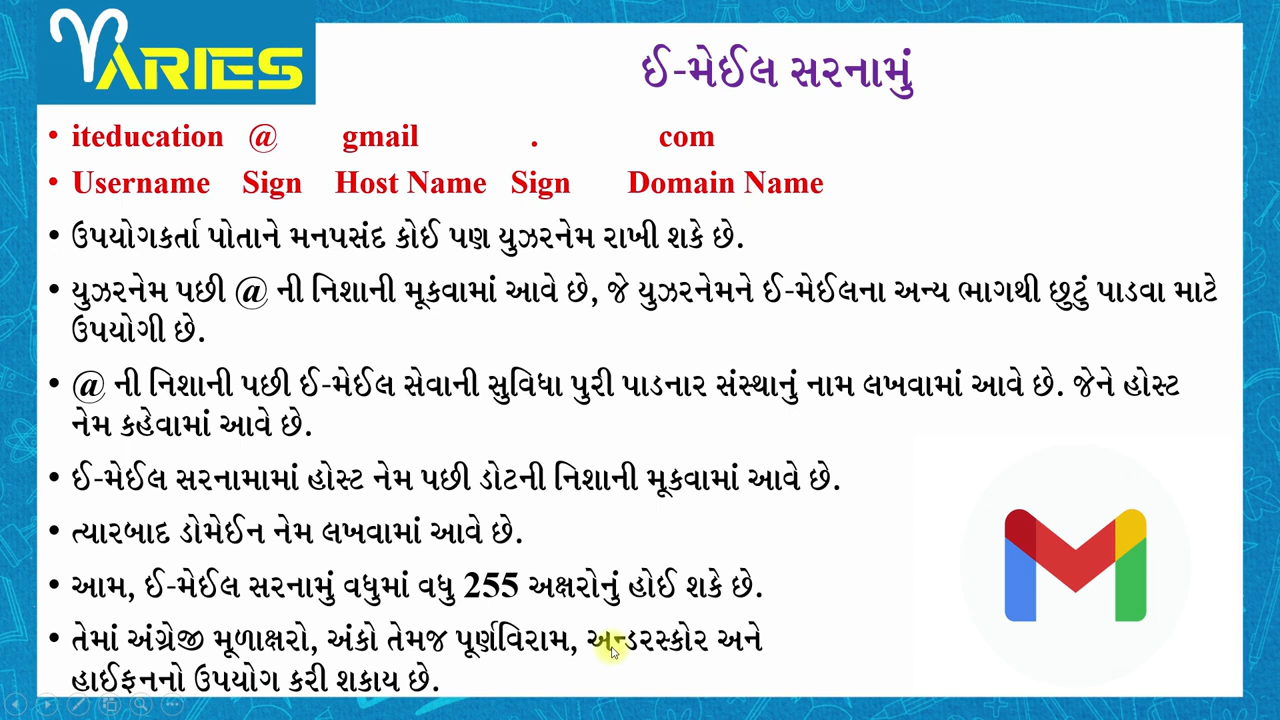 ARIES
ઈ-મેઈલ સરનામું
• iteducation @ gmail . com
• Username Sign Host Name Sign Domain Name
• ઉપયોગકર્તા પોતાને મનપસંદ કોઈ પણ યુઝરનેમ રાખી શકે છે.
• યુઝરનેમ પછી @ ની નિશાની મૂકવામાં આવે છે, જે યુઝરનેમને ઈ-મેઈલના અન્ય ભાગથી છુટું પાડવા માટે
ઉપયોગી છે.
• @ ની નિશાની પછી ઈ-મેઈલ સેવાની સુવિધા પુરી પાડનાર સંસ્થાનું નામ લખવામાં આવે છે. જેને હોસ્ટ
નેમ કહેવામાં આવે છે.
• ઈ-મેઈલ સરનામામાં હોસ્ટ નેમ પછી ડોટની નિશાની મૂકવામાં આવે છે.
• ત્યારબાદ ડોમેઈન નેમ લખવામાં આવે છે.
• આમ, ઈ-મેઈલ સરનામું વધુમાં વધુ 255 અક્ષરોનું હોઈ શકે છે.
• તેમાં અંગ્રેજી મૂળાક્ષરો, અંકો તેમજ પૂર્ણવિરામ, અન્ડરસ્કોર અને
હાઈફનનો ઉપયોગ કરી શકાય છે.